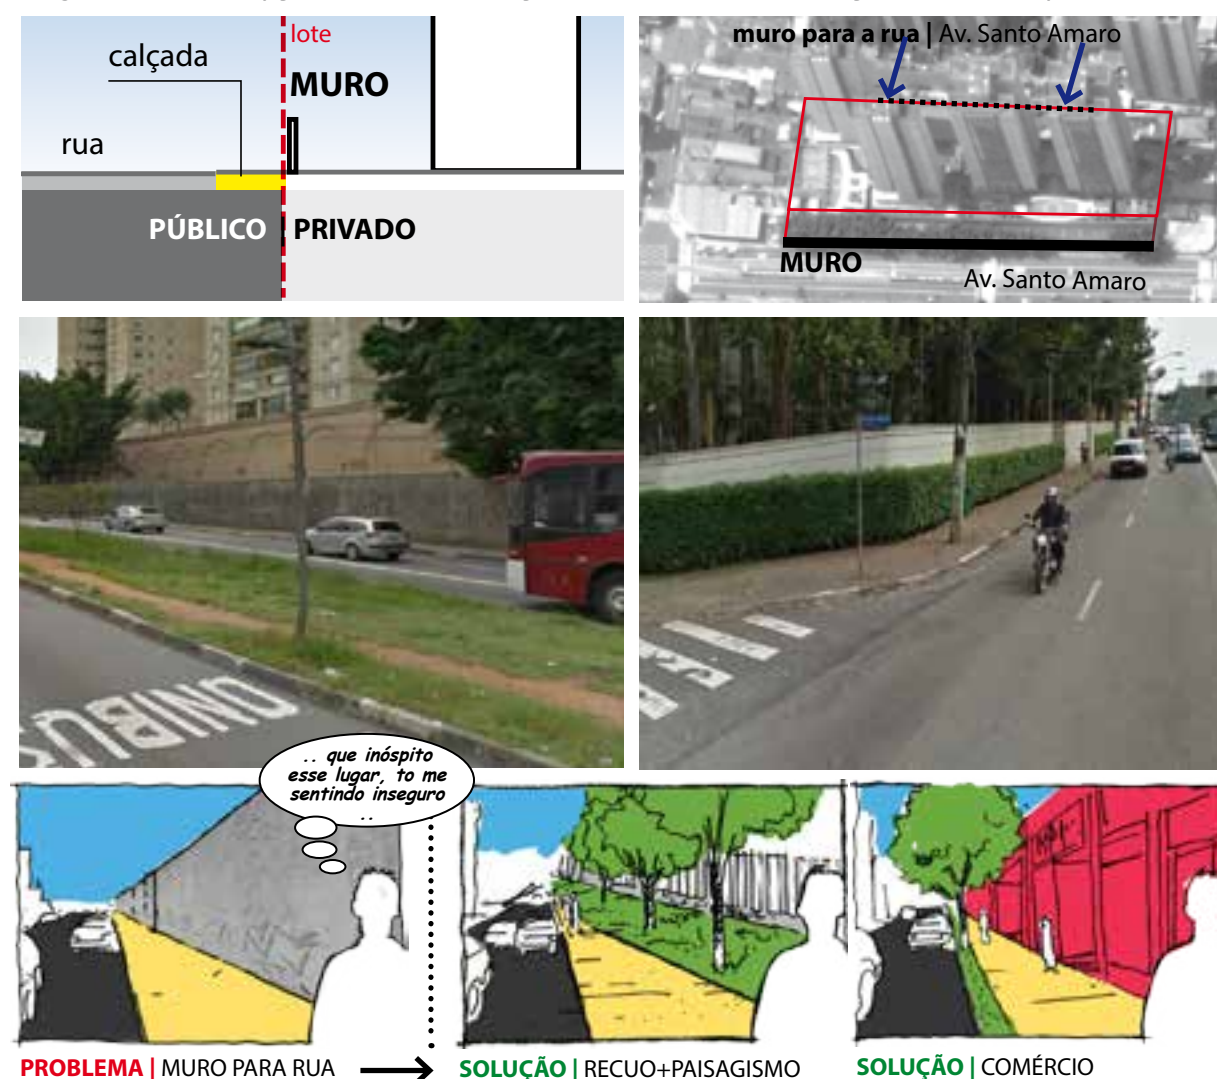 lote
calçada
MURO
rua
PÚBLICO
PRIVADO
muro para a rua | Av. Santo Amaro
MURO
Av. Santo Amaro
ONIBUS
.. que inóspito
esse lugar, to me
sentindo inseguro
..
PROBLEMA | MURO PARA RUA
SOLUÇÃO | RECUO+PAISAGISMO
SOLUÇÃO | COMÉRCIO